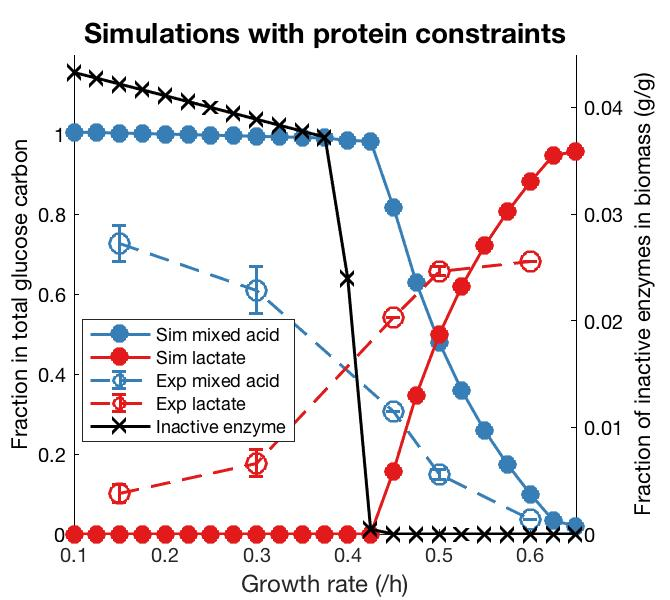 Simulations with protein constraints
Fraction in total glucose carbon
1
0.8
0.6
0.4
0.2
0
Sim mixed acid
Sim lactate
Exp mixed acid
Exp lactate
Inactive enzyme
0.04
0.03
0.02
0.01
0
Fraction of inactive enzymes in biomass (g/g)
0.1 0.2 0.3 0.4 0.5 0.6
Growth rate (/h)